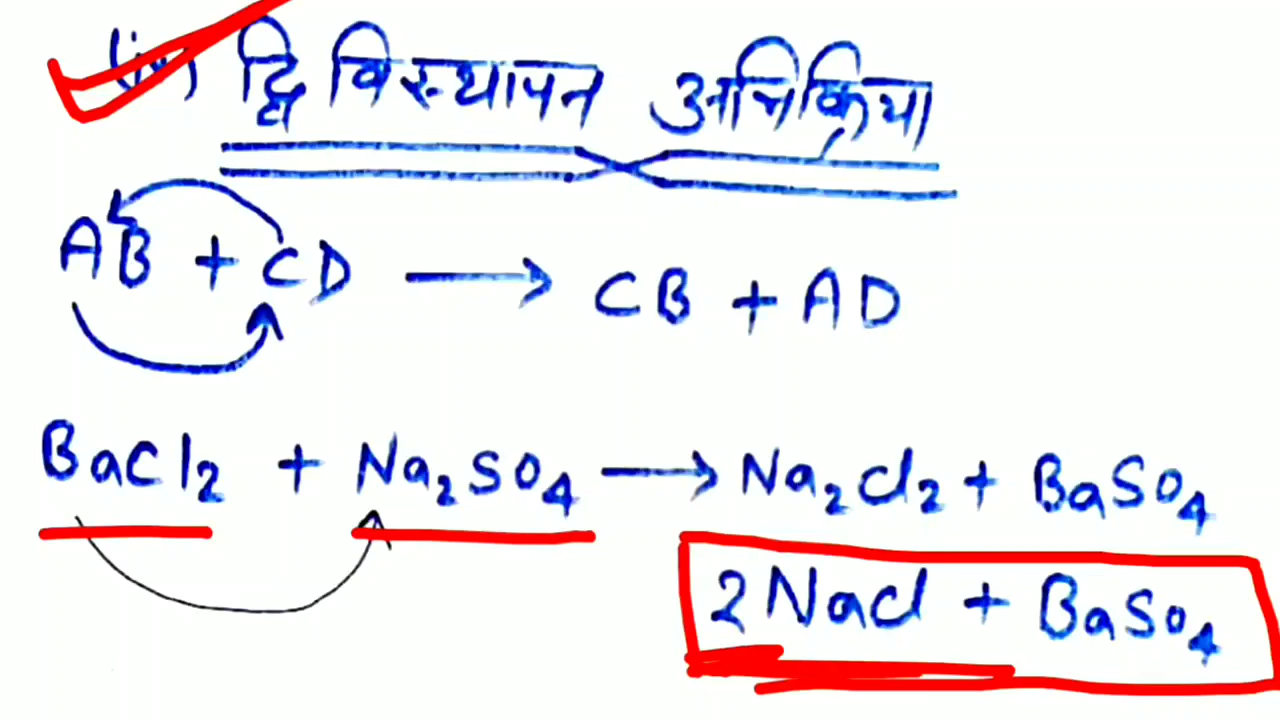 द्वि विस्थापन अभिक्रिया
AB + CD → CB + AD
BaCl2 + Na2SO4 → Na2Cl2 + BaSO4
2NaCl + BaSO4